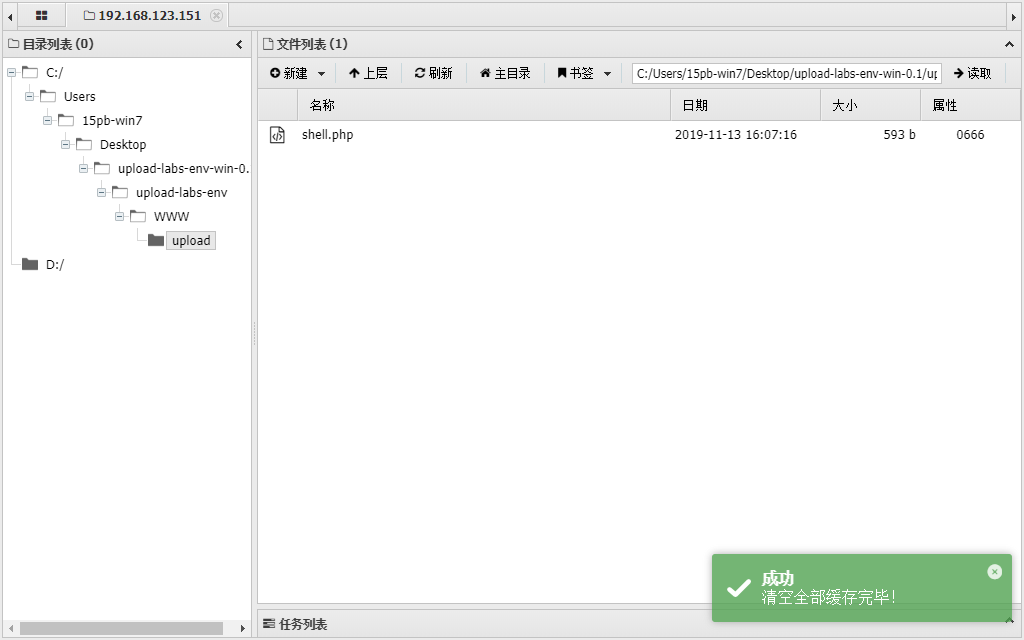 192.168.123.151
目录列表 (0)
文件列表 (1)
新建
上层
刷新
主目录
书签
C:/Users/15pb-win7/Desktop/upload-labs-env-win-0.1/up
读取
名称 日期 大小 属性
shell.php 2019-11-13 16:07:16 593 b 0666
C:/
Users
15pb-win7
Desktop
upload-labs-env-win-0.
upload-labs-env
WWW
upload
D:/
成功
清空全部缓存完毕!
任务列表